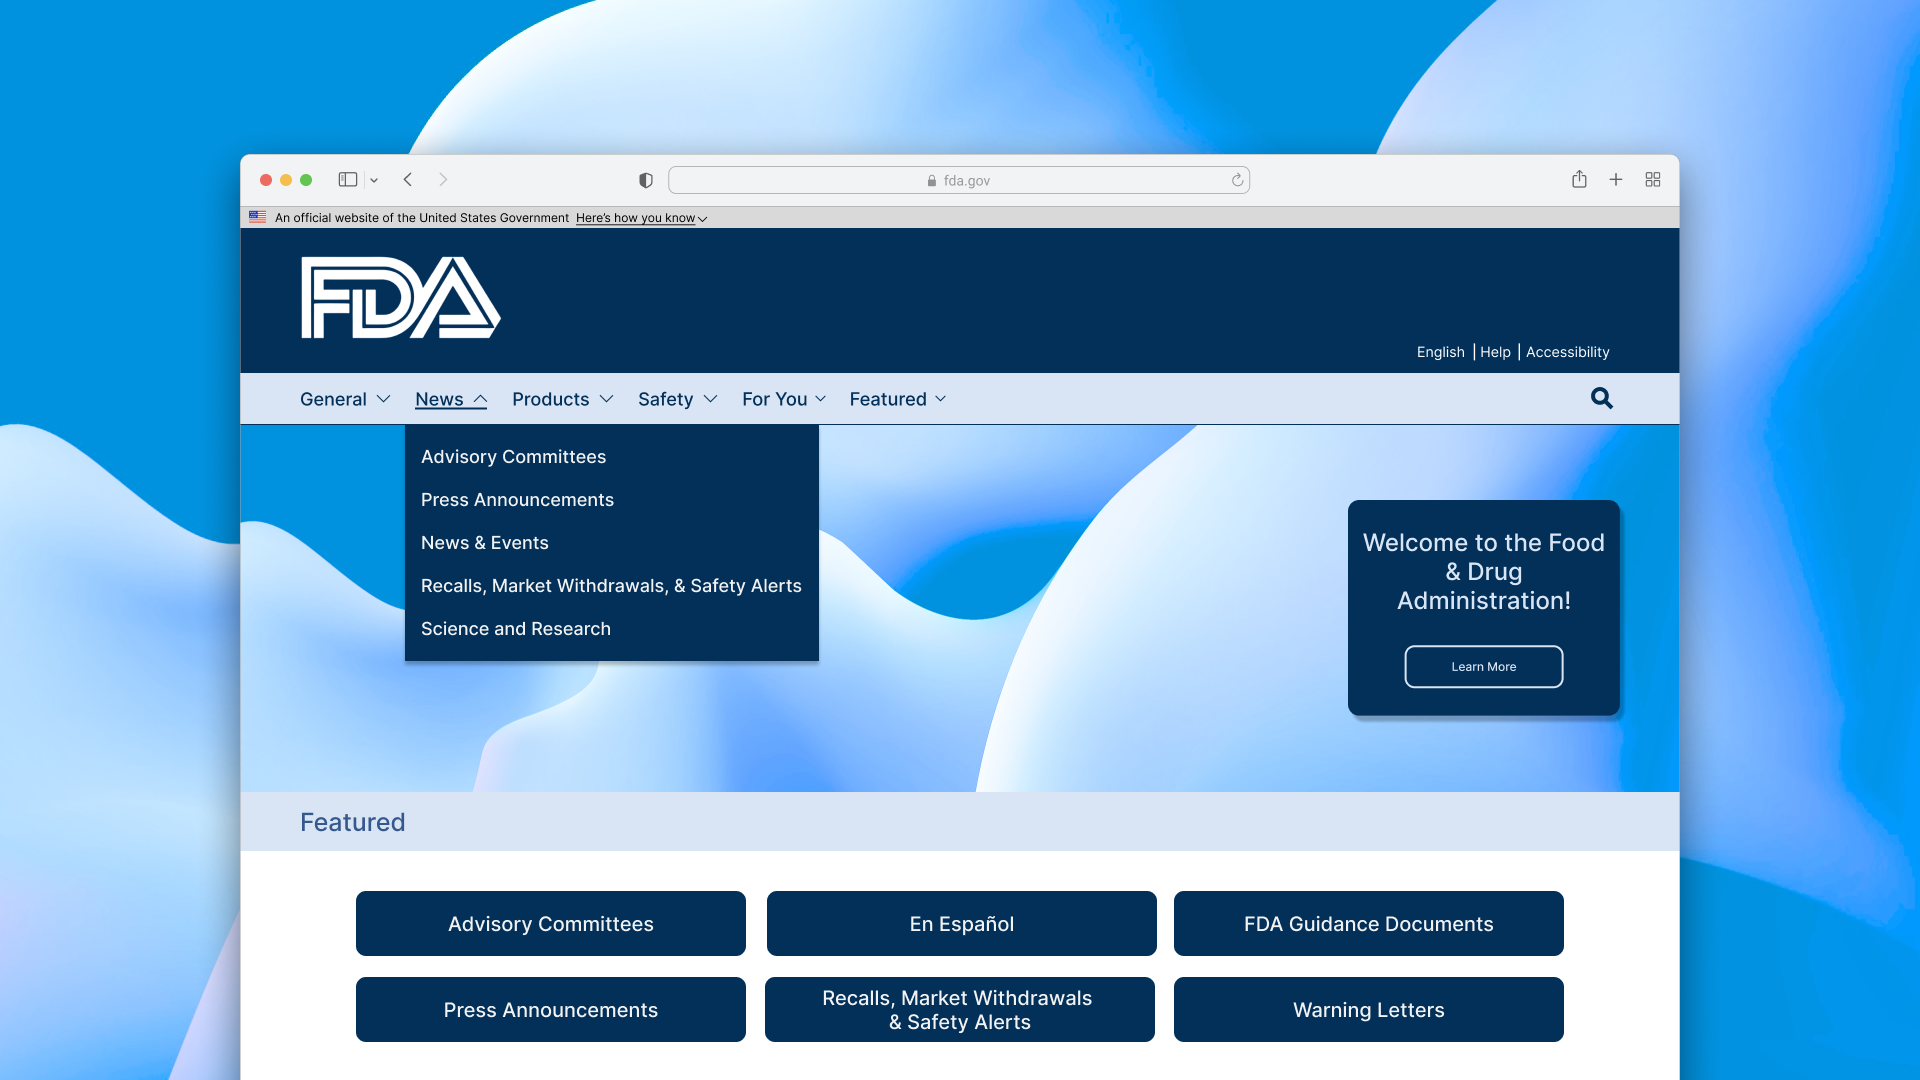 fda.gov
An official website of the United States Government Here's how you know
FDA
English | Help | Accessibility
General News Products Safety For You Featured
Advisory Committees
Press Announcements
News & Events
Recalls, Market Withdrawals, & Safety Alerts
Science and Research
Welcome to the Food
& Drug
Administration!
Learn More
Featured
Advisory Committees
En Español
FDA Guidance Documents
Press Announcements
Recalls, Market Withdrawals
& Safety Alerts
Warning Letters